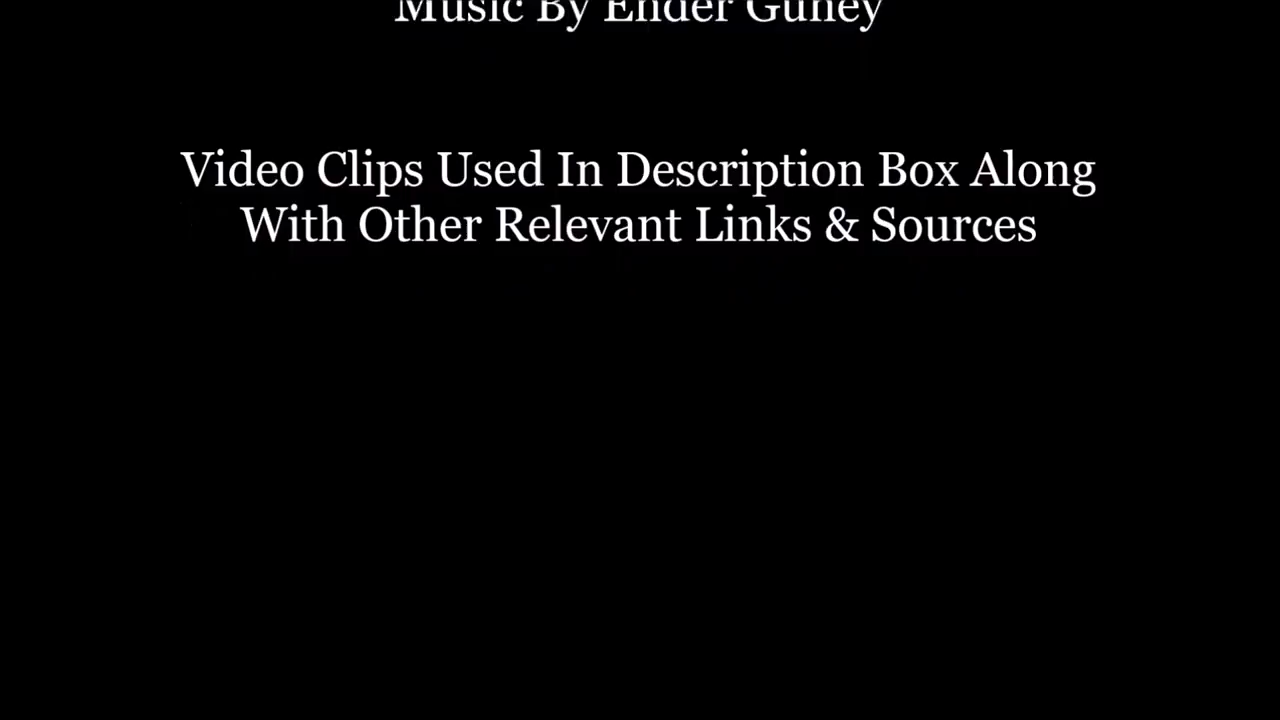 Music By Ender Guney
Video Clips Used In Description Box Along
With Other Relevant Links & Sources